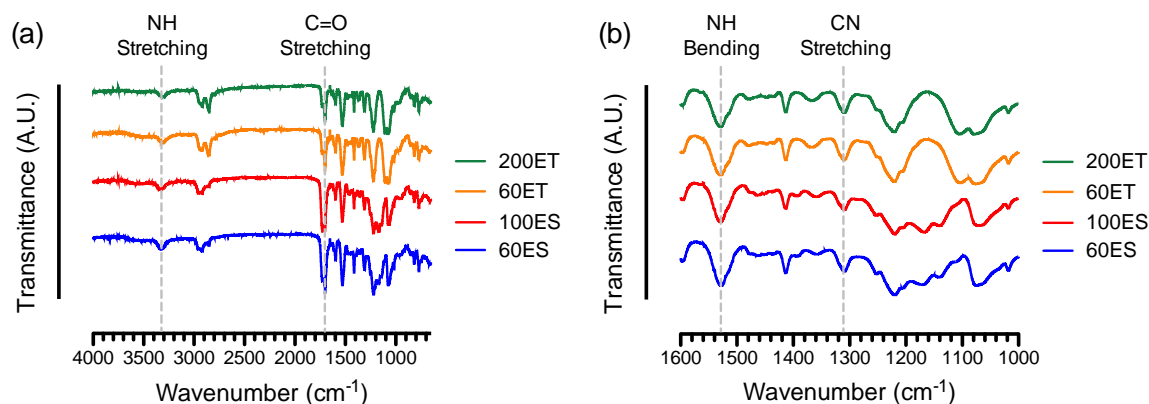 (a)
NH
Stretching
C=O
Stretching
Transmittance (A.U.)
200ET
60ET
100ES
60ES
4000 3500 3000 2500 2000 1500 1000
Wavenumber (cm⁻¹)
(b)
NH
Bending
CN
Stretching
Transmittance (A.U.)
200ET
60ET
100ES
60ES
1600 1500 1400 1300 1200 1100 1000
Wavenumber (cm⁻¹)